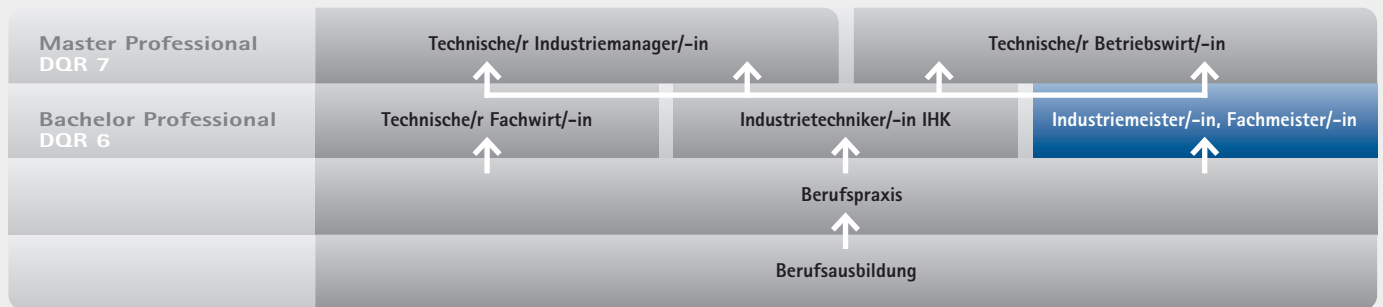 Master Professional
DQR 7
Technische/r Industriemanager/-in
Technische/r Betriebswirt/-in
Bachelor Professional
DQR 6
Technische/r Fachwirt/-in
Industrietechniker/-in IHK
Industriemeister/-in, Fachmeister/-in
Berufspraxis
Berufsausbildung